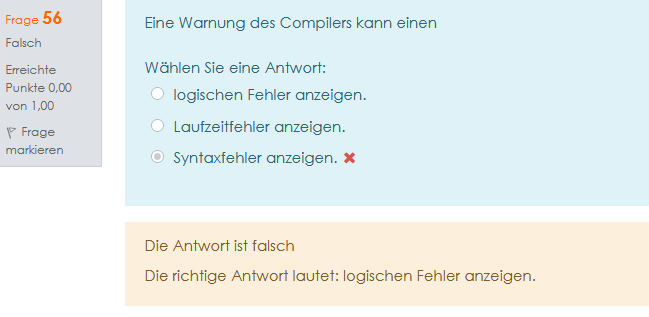 Frage 56
Falsch
Erreichte
Punkte 0,00
von 1,00
Frage
markieren
Eine Warnung des Compilers kann einen
Wählen Sie eine Antwort:
logischen Fehler anzeigen.
Laufzeitfehler anzeigen.
Syntaxfehler anzeigen.
Die Antwort ist falsch
Die richtige Antwort lautet: logischen Fehler anzeigen.